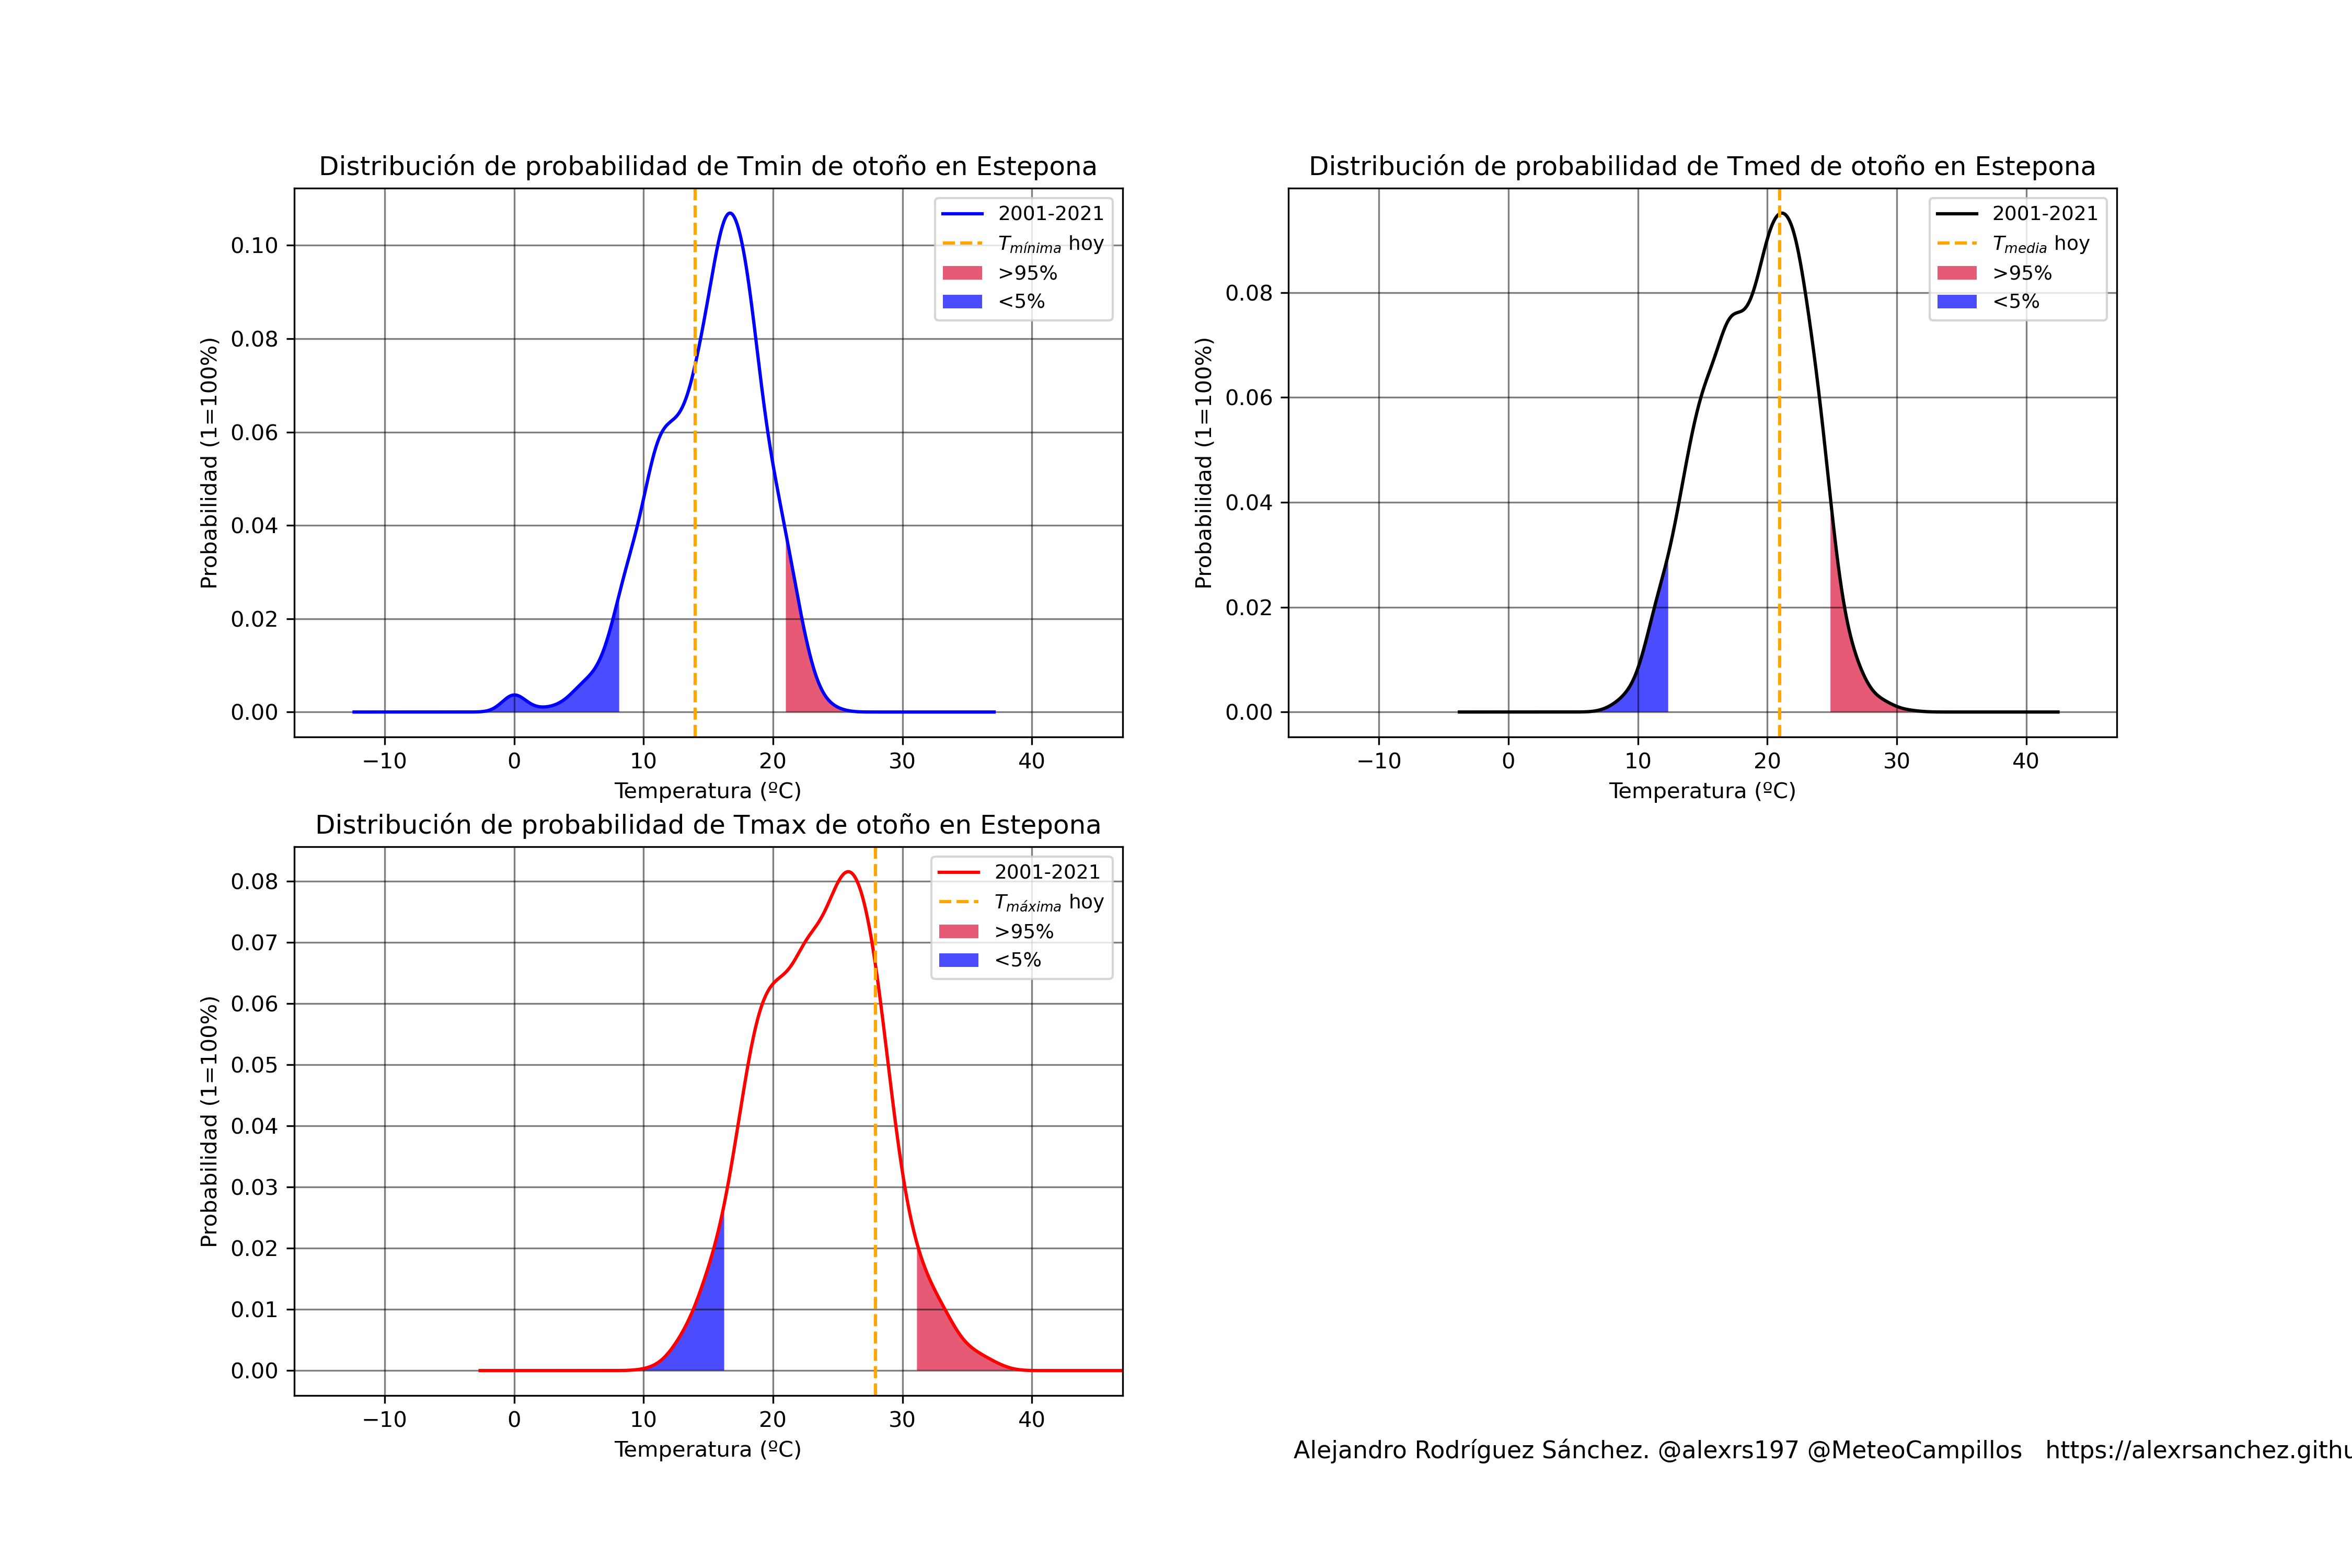 Distribución de probabilidad de Tmin de otoño en Estepona
Probabilidad (1=100%)
0.10
0.08
0.06
0.04
0.02
0.00
2001-2021
Tmínima hoy
>95%
<5%
−10 0 10 20 30 40
Temperatura (ºC)
Distribución de probabilidad de Tmed de otoño en Estepona
Probabilidad (1=100%)
0.08
0.06
0.04
0.02
0.00
2001-2021
Tmedia hoy
>95%
<5%
−10 0 10 20 30 40
Temperatura (ºC)
Distribución de probabilidad de Tmax de otoño en Estepona
Probabilidad (1=100%)
0.08
0.07
0.06
0.05
0.04
0.03
0.02
0.01
0.00
2001-2021
Tmáxima hoy
>95%
<5%
−10 0 10 20 30 40
Temperatura (ºC)
Alejandro Rodríguez Sánchez. @alexrs197 @MeteoCampillos https://alexrsanchez.githu